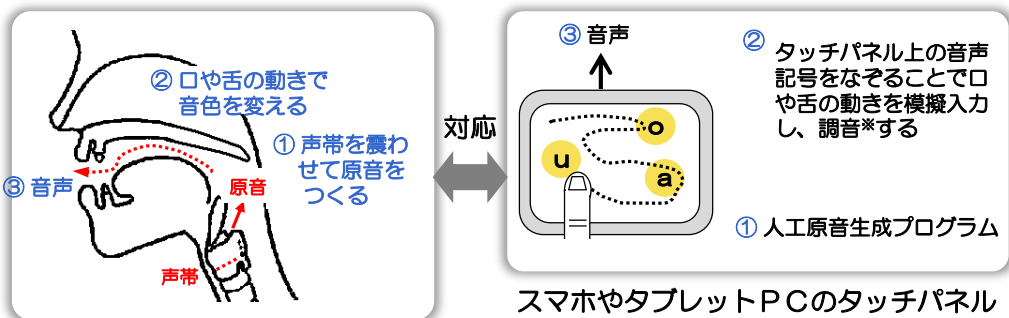 ② 口や舌の動きで
音色を変える
① 声帯を震わ
せて原音を
つくる
③ 音声
原音
声帯
対応
③ 音声
② タッチパネル上の音声
記号をなぞることで口
や舌の動きを模擬入力
し、調音※する
o
u
a
① 人工原音生成プログラム
スマホやタブレットＰＣのタッチパネル